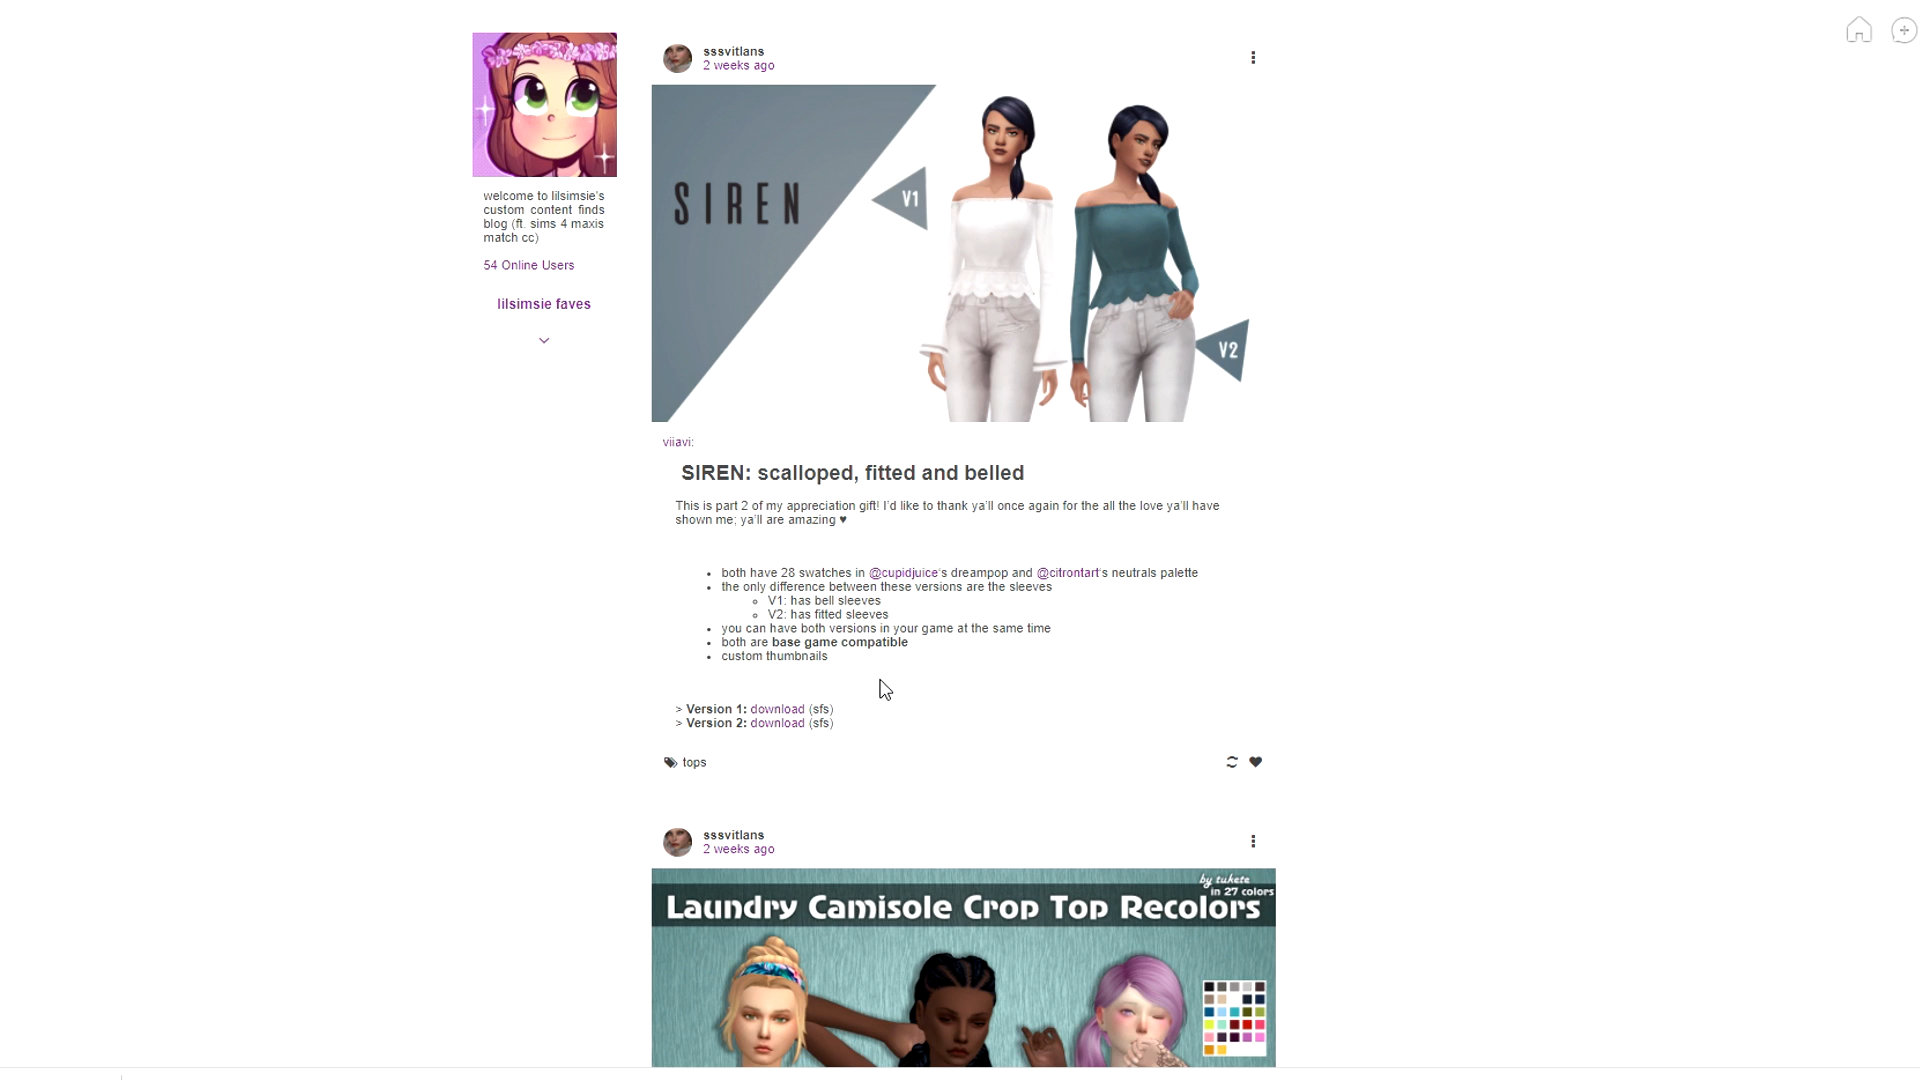 welcome to lilsimsie's
custom content finds
blog (ft. sims 4 maxis
match cc)
54 Online Users
lilsimsie faves
sssvitlans
2 weeks ago
SIREN
V1
V2
viiavi:
SIREN: scalloped, fitted and belled
This is part 2 of my appreciation gift! I'd like to thank ya'll once again for the all the love ya'll have
shown me; ya'll are amazing ♥
• both have 28 swatches in @cupidjuice's dreampop and @citrontart's neutrals palette
• the only difference between these versions are the sleeves
◦ V1: has bell sleeves
◦ V2: has fitted sleeves
• you can have both versions in your game at the same time
• both are base game compatible
• custom thumbnails
> Version 1: download (sfs)
> Version 2: download (sfs)
tops
sssvitlans
2 weeks ago
by tukete
in 27 colors
Laundry Camisole Crop Top Recolors